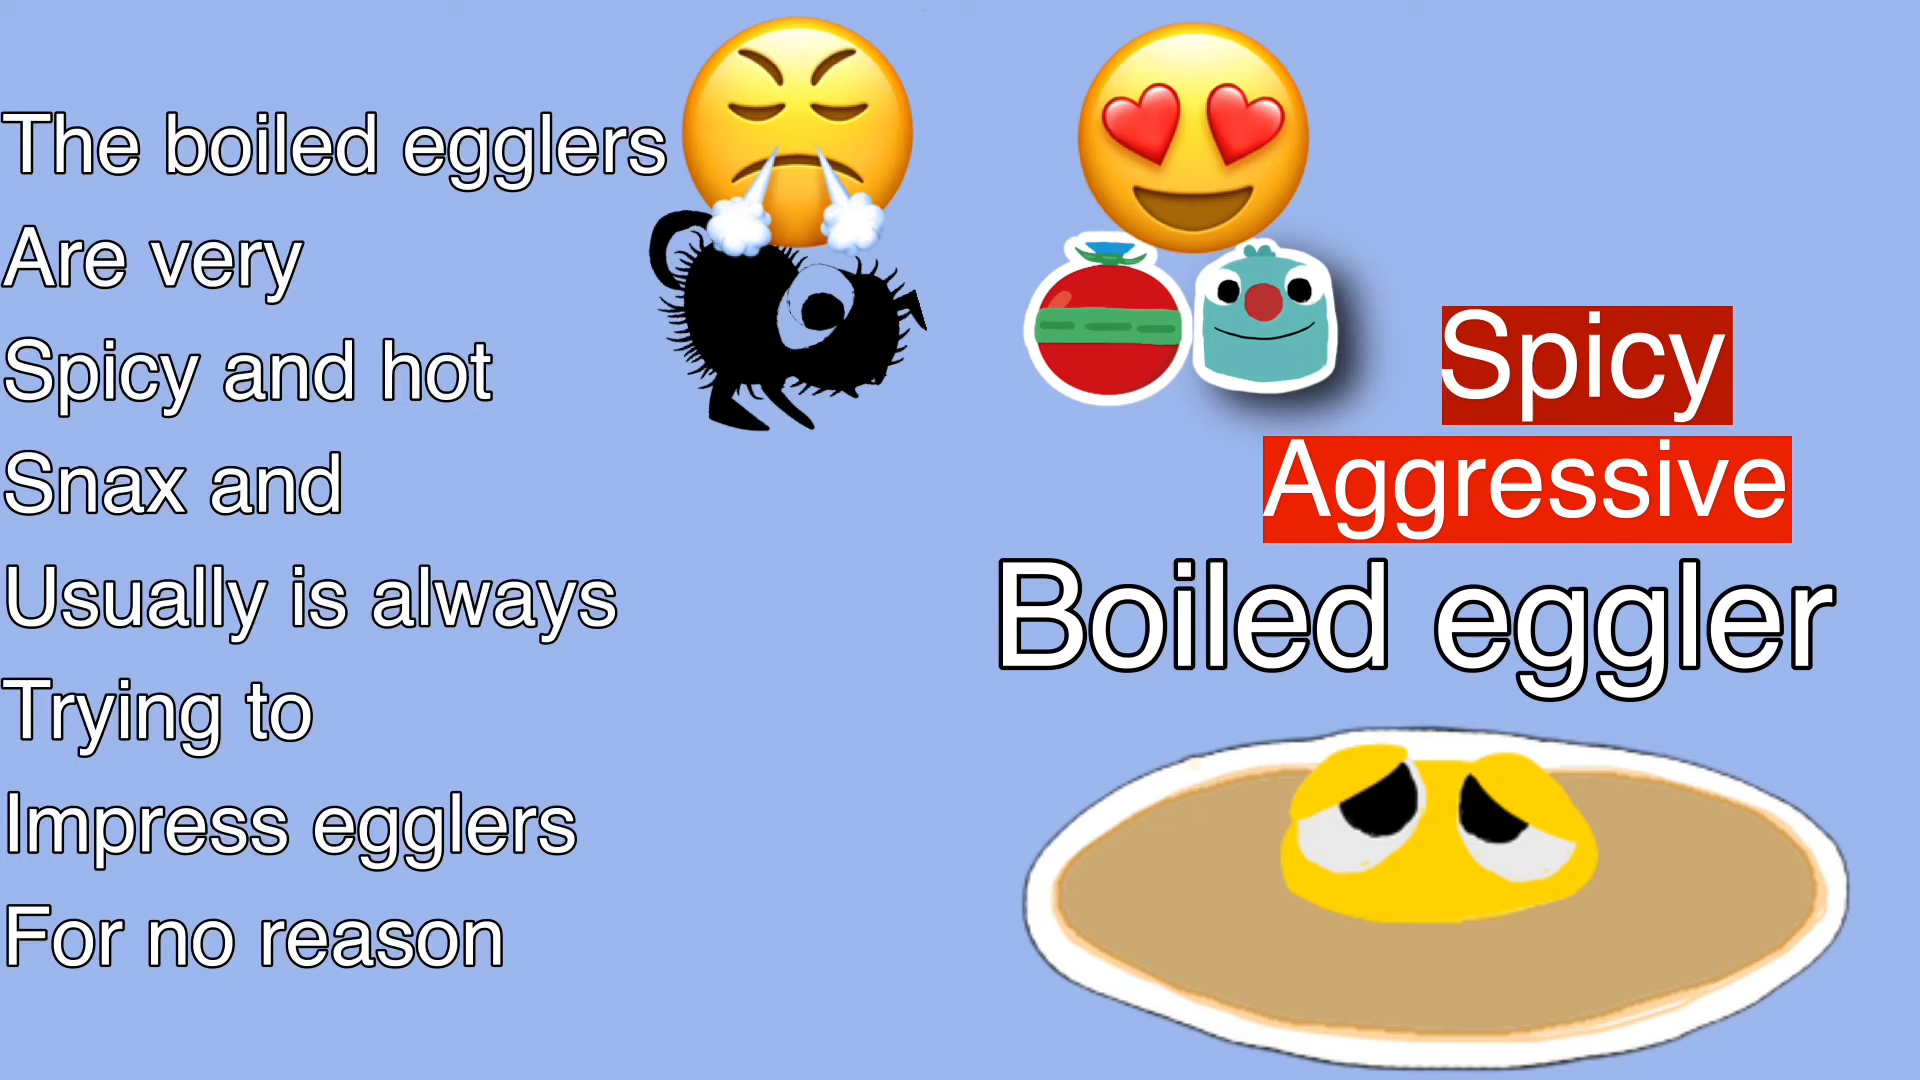 The boiled egglers
Are very
Spicy and hot
Snax and
Usually is always
Trying to
Impress egglers
For no reason
Spicy
Aggressive
Boiled eggler